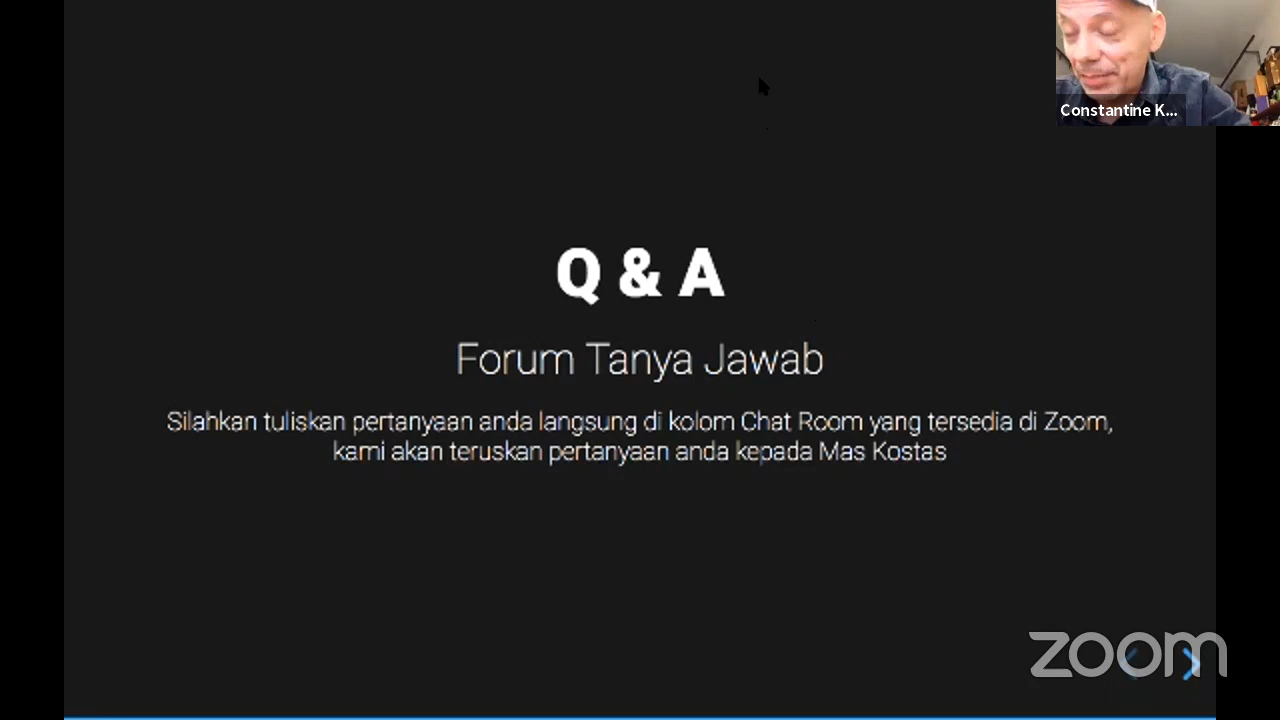 Constantine K...
Q & A
Forum Tanya Jawab
Silahkan tuliskan pertanyaan anda langsung di kolom Chat Room yang tersedia di Zoom,
kami akan teruskan pertanyaan anda kepada Mas Kostas
zoom